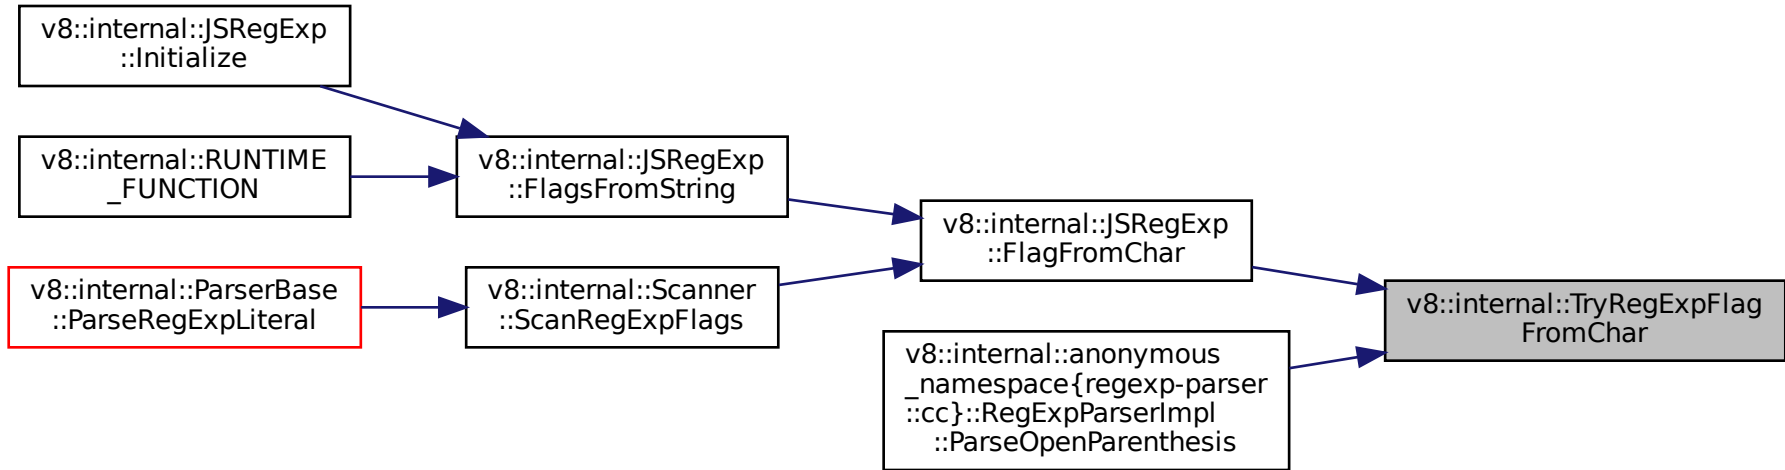 v8::internal::JSRegExp
::Initialize
v8::internal::RUNTIME
_FUNCTION
v8::internal::ParserBase
::ParseRegExpLiteral
v8::internal::JSRegExp
::FlagsFromString
v8::internal::Scanner
::ScanRegExpFlags
v8::internal::JSRegExp
::FlagFromChar
v8::internal::anonymous
_namespace{regexp-parser
::cc}::RegExpParserImpl
::ParseOpenParenthesis
v8::internal::TryRegExpFlag
FromChar